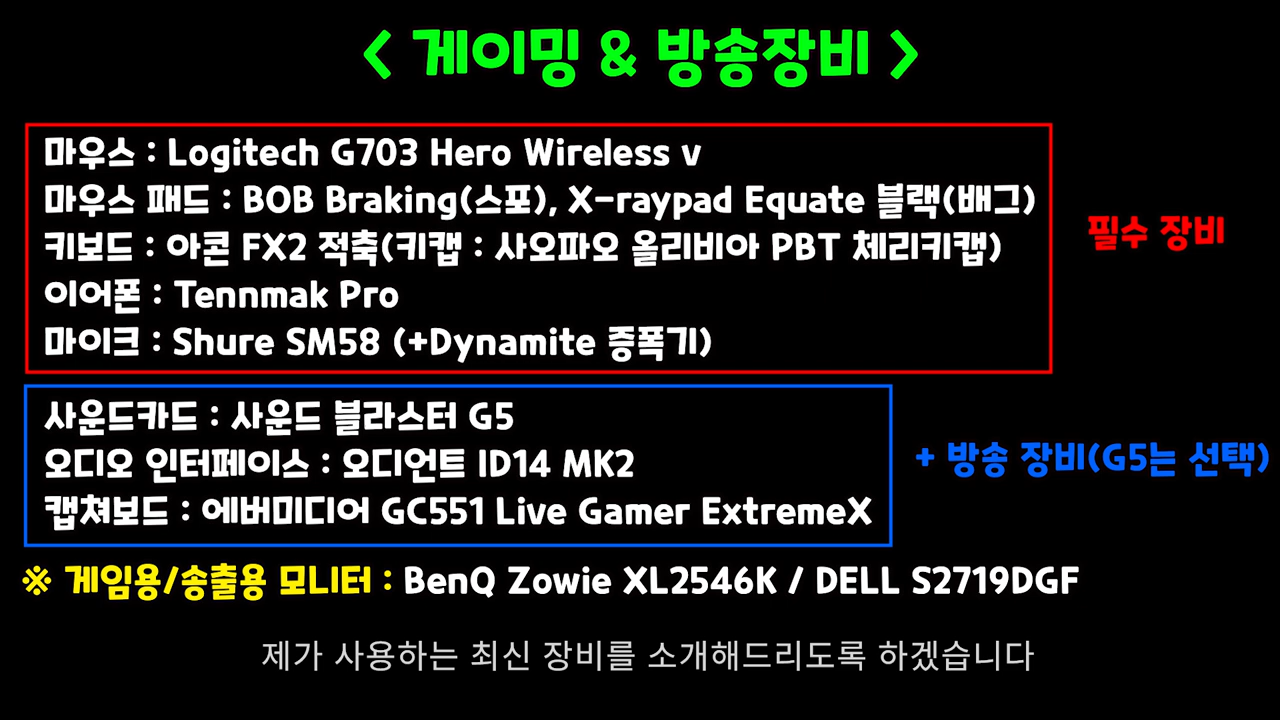 < 게이밍 & 방송장비 >
마우스 : Logitech G703 Hero Wireless v
마우스 패드 : BOB Braking(스포), X-raypad Equate 블랙(배그)
키보드 : 아콘 FX2 적축(키캡 : 사오파오 올리비아 PBT 체리키캡)
이어폰 : Tennmak Pro
마이크 : Shure SM58 (+Dynamite 증폭기)
필수 장비
사운드카드 : 사운드 블라스터 G5
오디오 인터페이스 : 오디언트 ID14 MK2
캡쳐보드 : 에버미디어 GC551 Live Gamer ExtremeX
+ 방송 장비(G5는 선택)
※ 게임용/송출용 모니터 : BenQ Zowie XL2546K / DELL S2719DGF
제가 사용하는 최신 장비를 소개해드리도록 하겠습니다